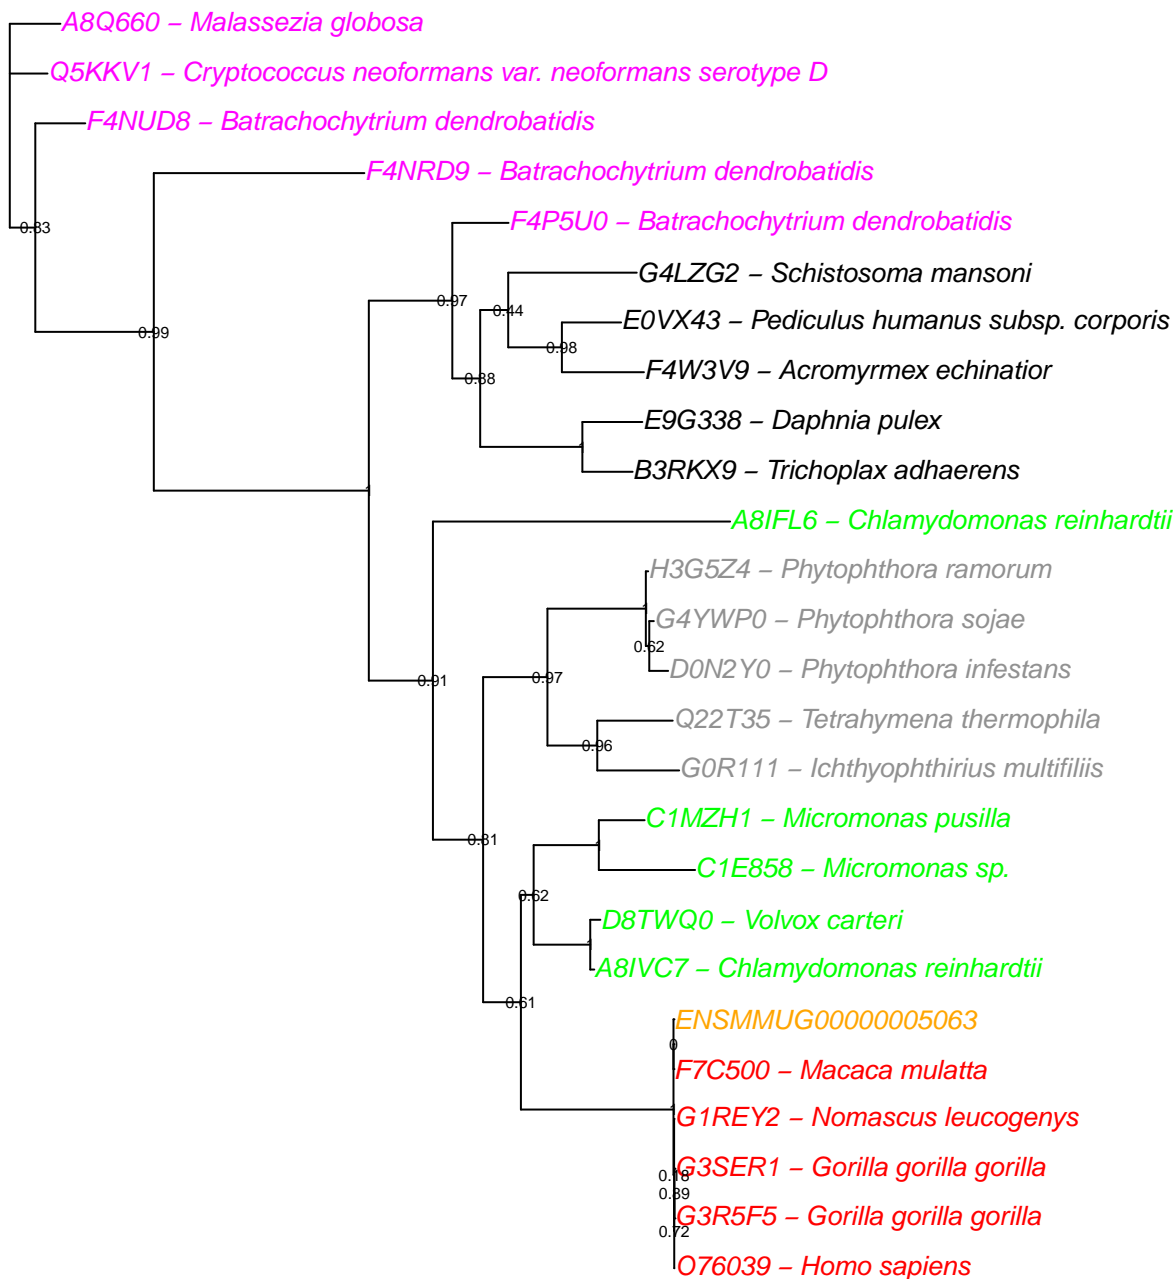 A8Q660 – Malassezia globosa
Q5KKV1 – Cryptococcus neoformans var. neoformans serotype D
F4NUD8 – Batrachochytrium dendrobatidis
F4NRD9 – Batrachochytrium dendrobatidis
0.83
F4P5U0 – Batrachochytrium dendrobatidis
G4LZG2 – Schistosoma mansoni
0.97
0.44
E0VX43 – Pediculus humanus subsp. corporis
0.99
0.98
F4W3V9 – Acromyrmex echinatior
0.88
E9G338 – Daphnia pulex
1
B3RKX9 – Trichoplax adhaerens
1
A8IFL6 – Chlamydomonas reinhardtii
H3G5Z4 – Phytophthora ramorum
1
G4YWP0 – Phytophthora sojae
0.62
D0N2Y0 – Phytophthora infestans
0.91
0.97
Q22T35 – Tetrahymena thermophila
0.96
G0R111 – Ichthyophthirius multifiliis
C1MZH1 – Micromonas pusilla
0.81
1
C1E858 – Micromonas sp.
0.62
D8TWQ0 – Volvox carteri
1
A8IVC7 – Chlamydomonas reinhardtii
0.61
ENSMMUG00000005063
0
F7C500 – Macaca mulatta
1
G1REY2 – Nomascus leucogenys
G3SER1 – Gorilla gorilla gorilla
0.18
0.89
G3R5F5 – Gorilla gorilla gorilla
0.72
O76039 – Homo sapiens